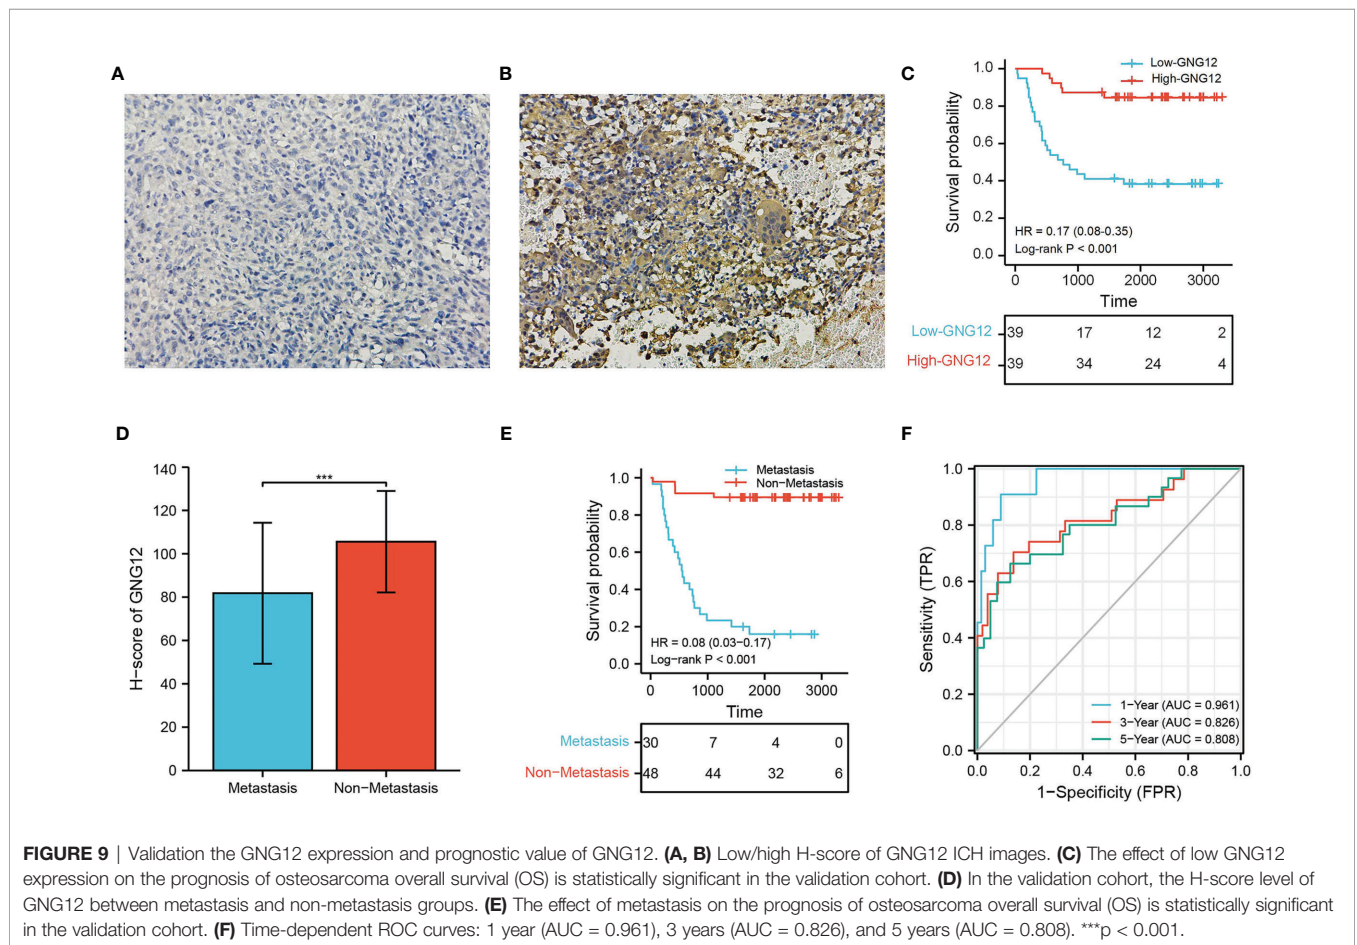 A
B
C
1.0
0.8
0.6
0.4
0.2
0.0
Survival probability
Low-GNG12
High-GNG12
HR = 0.17 (0.08-0.35)
Log-rank P < 0.001
0 1000 2000 3000
Time
Low-GNG12 39 17 12 2
High-GNG12 39 34 24 4
D
140
120
100
80
60
40
20
0
H-score of GNG12
***
Metastasis Non-Metastasis
E
1.0
0.8
0.6
0.4
0.2
0.0
Survival probability
Metastasis
Non-Metastasis
HR = 0.08 (0.03-0.17)
Log-rank P < 0.001
0 1000 2000 3000
Time
Metastasis 30 7 4 0
Non-Metastasis 48 44 32 6
F
1.0
0.8
0.6
0.4
0.2
0.0
Sensitivity (TPR)
1-Year (AUC = 0.961)
3-Year (AUC = 0.826)
5-Year (AUC = 0.808)
0.0 0.2 0.4 0.6 0.8 1.0
1-Specificity (FPR)
FIGURE 9 | Validation the GNG12 expression and prognostic value of GNG12. (A, B) Low/high H-score of GNG12 ICH images. (C) The effect of low GNG12
expression on the prognosis of osteosarcoma overall survival (OS) is statistically significant in the validation cohort. (D) In the validation cohort, the H-score level of
GNG12 between metastasis and non-metastasis groups. (E) The effect of metastasis on the prognosis of osteosarcoma overall survival (OS) is statistically significant
in the validation cohort. (F) Time-dependent ROC curves: 1 year (AUC = 0.961), 3 years (AUC = 0.826), and 5 years (AUC = 0.808). ***p < 0.001.